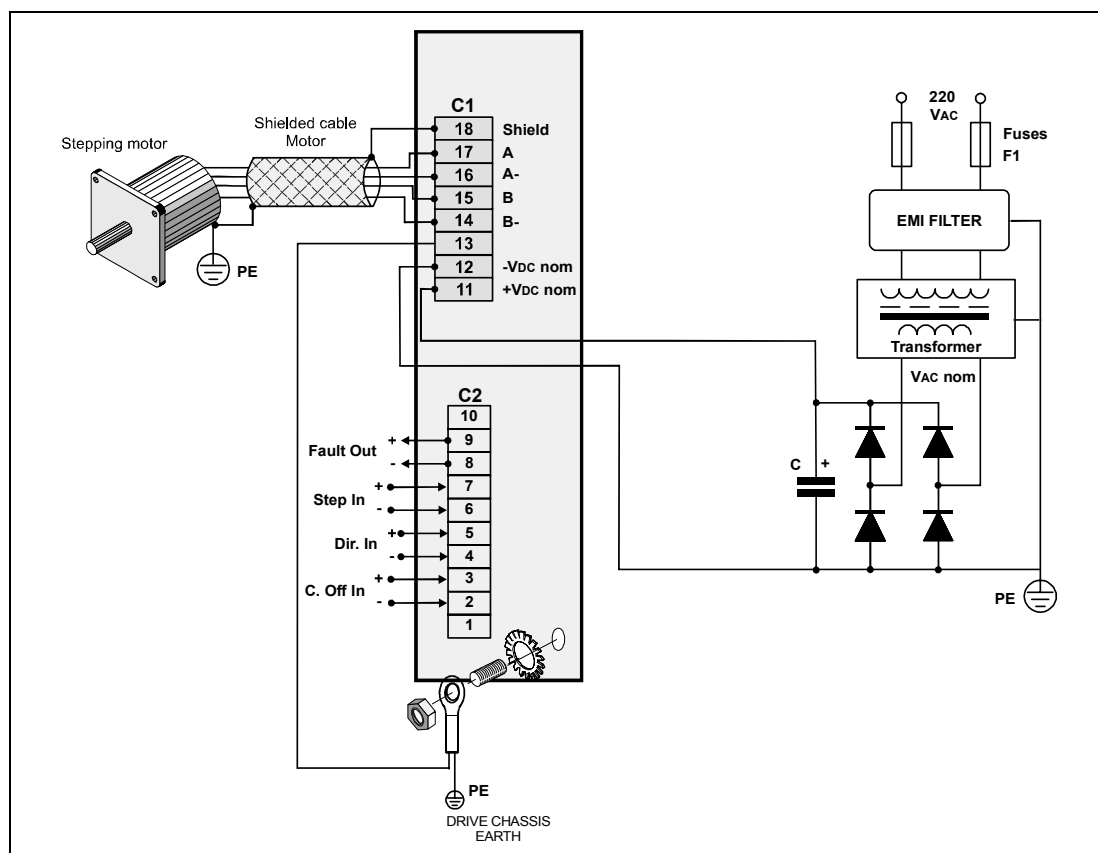 Stepping motor
Shielded cable
Motor
PE
C1
18 Shield
17 A
16 A-
15 B
14 B-
13
12 -VDC nom
11 +VDC nom
C2
10
Fault Out
+ 9
- 8
Step In
+ 7
- 6
Dir. In
+ 5
- 4
C. Off In
+ 3
- 2
1
PE
DRIVE CHASSIS
EARTH
220
VAC
Fuses
F1
EMI FILTER
Transformer
VAC nom
C +
PE